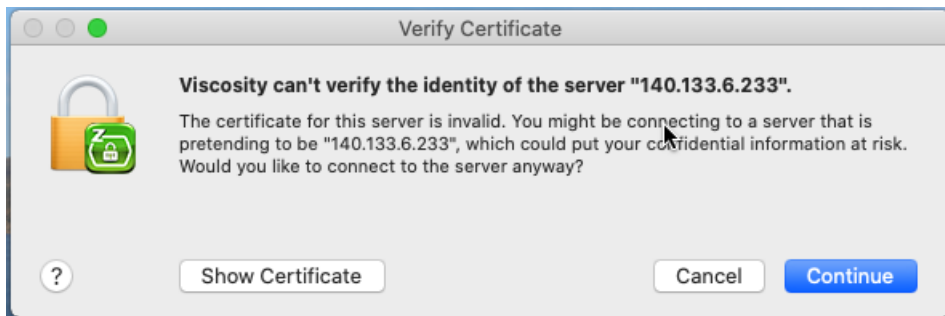 Verify Certificate
Viscosity can't verify the identity of the server "140.133.6.233".
The certificate for this server is invalid. You might be connecting to a server that is
pretending to be "140.133.6.233", which could put your confidential information at risk.
Would you like to connect to the server anyway?
? Show Certificate Cancel Continue